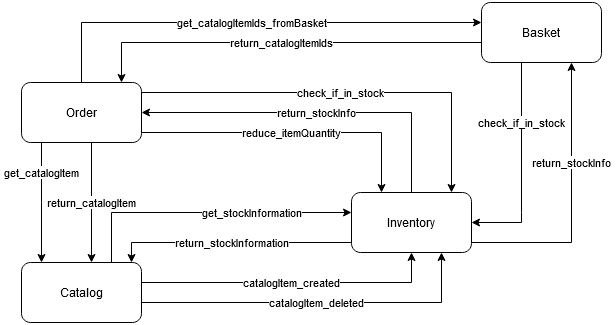 get_catalogItemIds_fromBasket
Basket
return_catalogItemIds
Order
check_if_in_stock
return_stockInfo
check_if_in_stock
reduce_itemQuantity
return_stockInfo
get_catalogItem
return_catalogItem
get_stockInformation
Inventory
return_stockInformation
Catalog
catalogItem_created
catalogItem_deleted